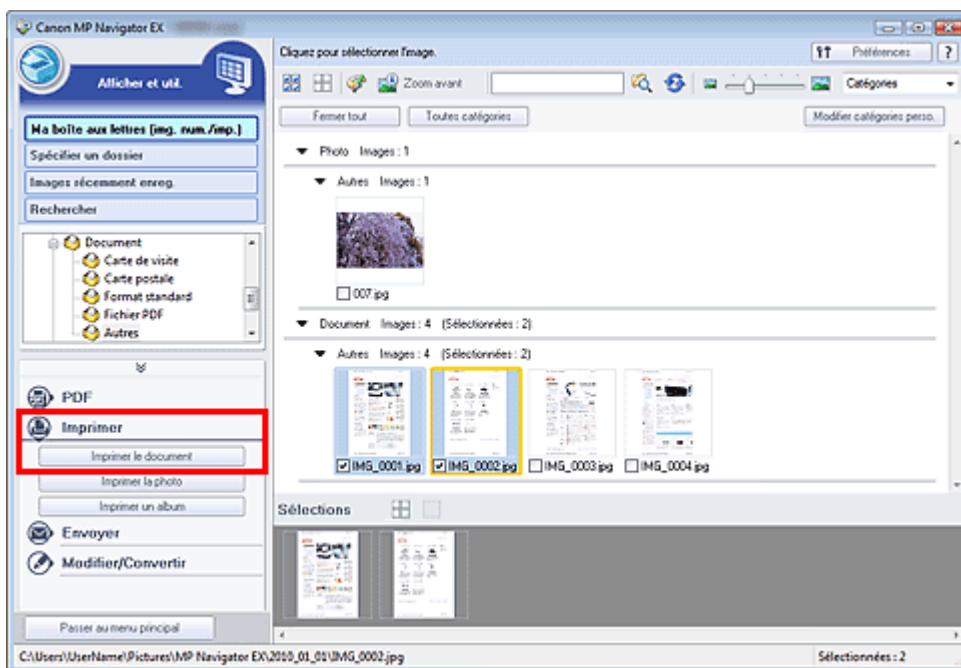 Canon MP Navigator EX
Afficher et util.
Ma boîte aux lettres (img. num./imp.)
Spécifier un dossier
Images récemment enreg.
Rechercher
Document
Carte de visite
Carte postale
Format standard
Fichier PDF
Autres
PDF
Imprimer
Imprimer le document
Imprimer la photo
Imprimer un album
Envoyer
Modifier/Convertir
Passer au menu principal
Cliquez pour sélectionner l'image.
Préférences
?
Zoom avant
Catégories
Fermer tout
Toutes catégories
Modifier catégories perso.
Photo Images : 1
Autres Images : 1
007.jpg
Document Images : 4 (Sélectionnées : 2)
Autres Images : 4 (Sélectionnées : 2)
IMG_0001.jpg
IMG_0002.jpg
IMG_0003.jpg
IMG_0004.jpg
Sélections
C:\Users\UserName\Pictures\MP Navigator EX\2010_01_01\IMG_0002.jpg
Sélectionnées : 2